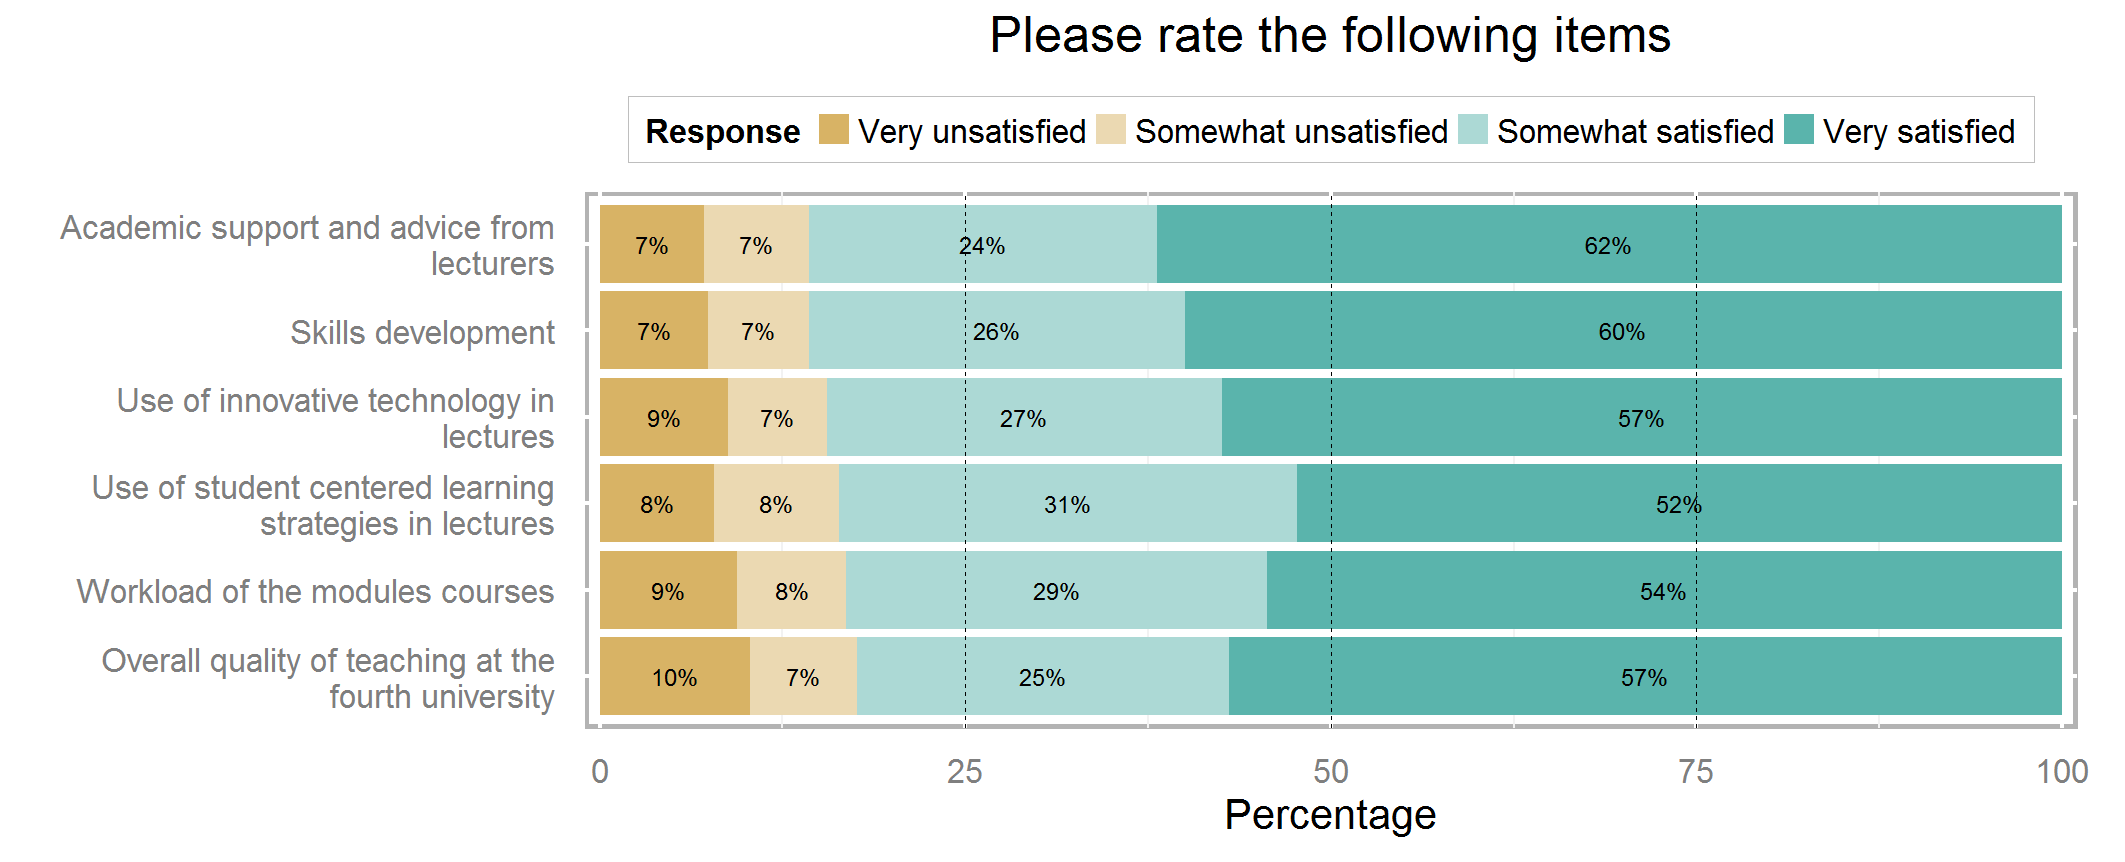 Please rate the following items
Response Very unsatisfied Somewhat unsatisfied Somewhat satisfied Very satisfied
Academic support and advice from
lecturers
7% 7% 24% 62%
Skills development
7% 7% 26% 60%
Use of innovative technology in
lectures
9% 7% 27% 57%
Use of student centered learning
strategies in lectures
8% 8% 31% 52%
Workload of the modules courses
9% 8% 29% 54%
Overall quality of teaching at the
fourth university
10% 7% 25% 57%
0 25 50 75 100
Percentage